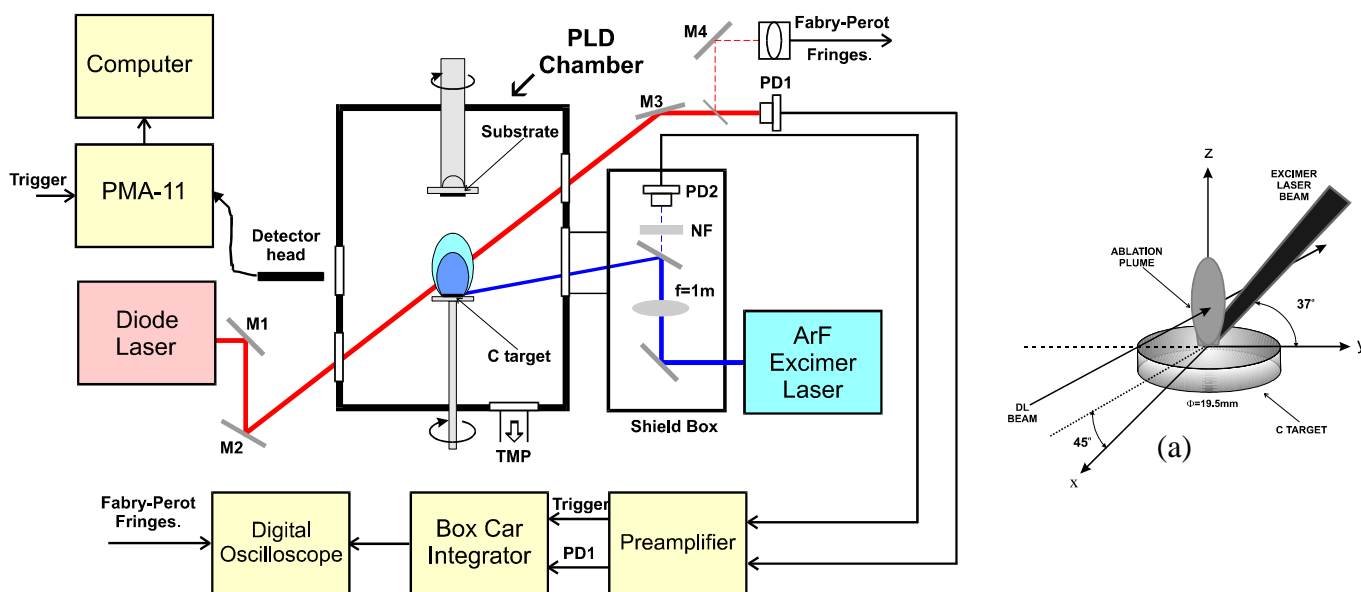 Computer
PMA-11
Trigger
Detector
head
Diode
Laser
M1
M2
PLD
Chamber
Substrate
C target
TMP
M3
M4
Fabry-Perot
Fringes.
PD1
PD2
NF
f=1m
Shield Box
ArF
Excimer
Laser
Fabry-Perot
Fringes.
Digital
Oscilloscope
Box Car
Integrator
Trigger
PD1
Preamplifier
Z
EXCIMER
LASER
BEAM
ABLATION
PLUME
37°
y
Φ=19.5mm
DL
BEAM
C TARGET
45°
x
(a)